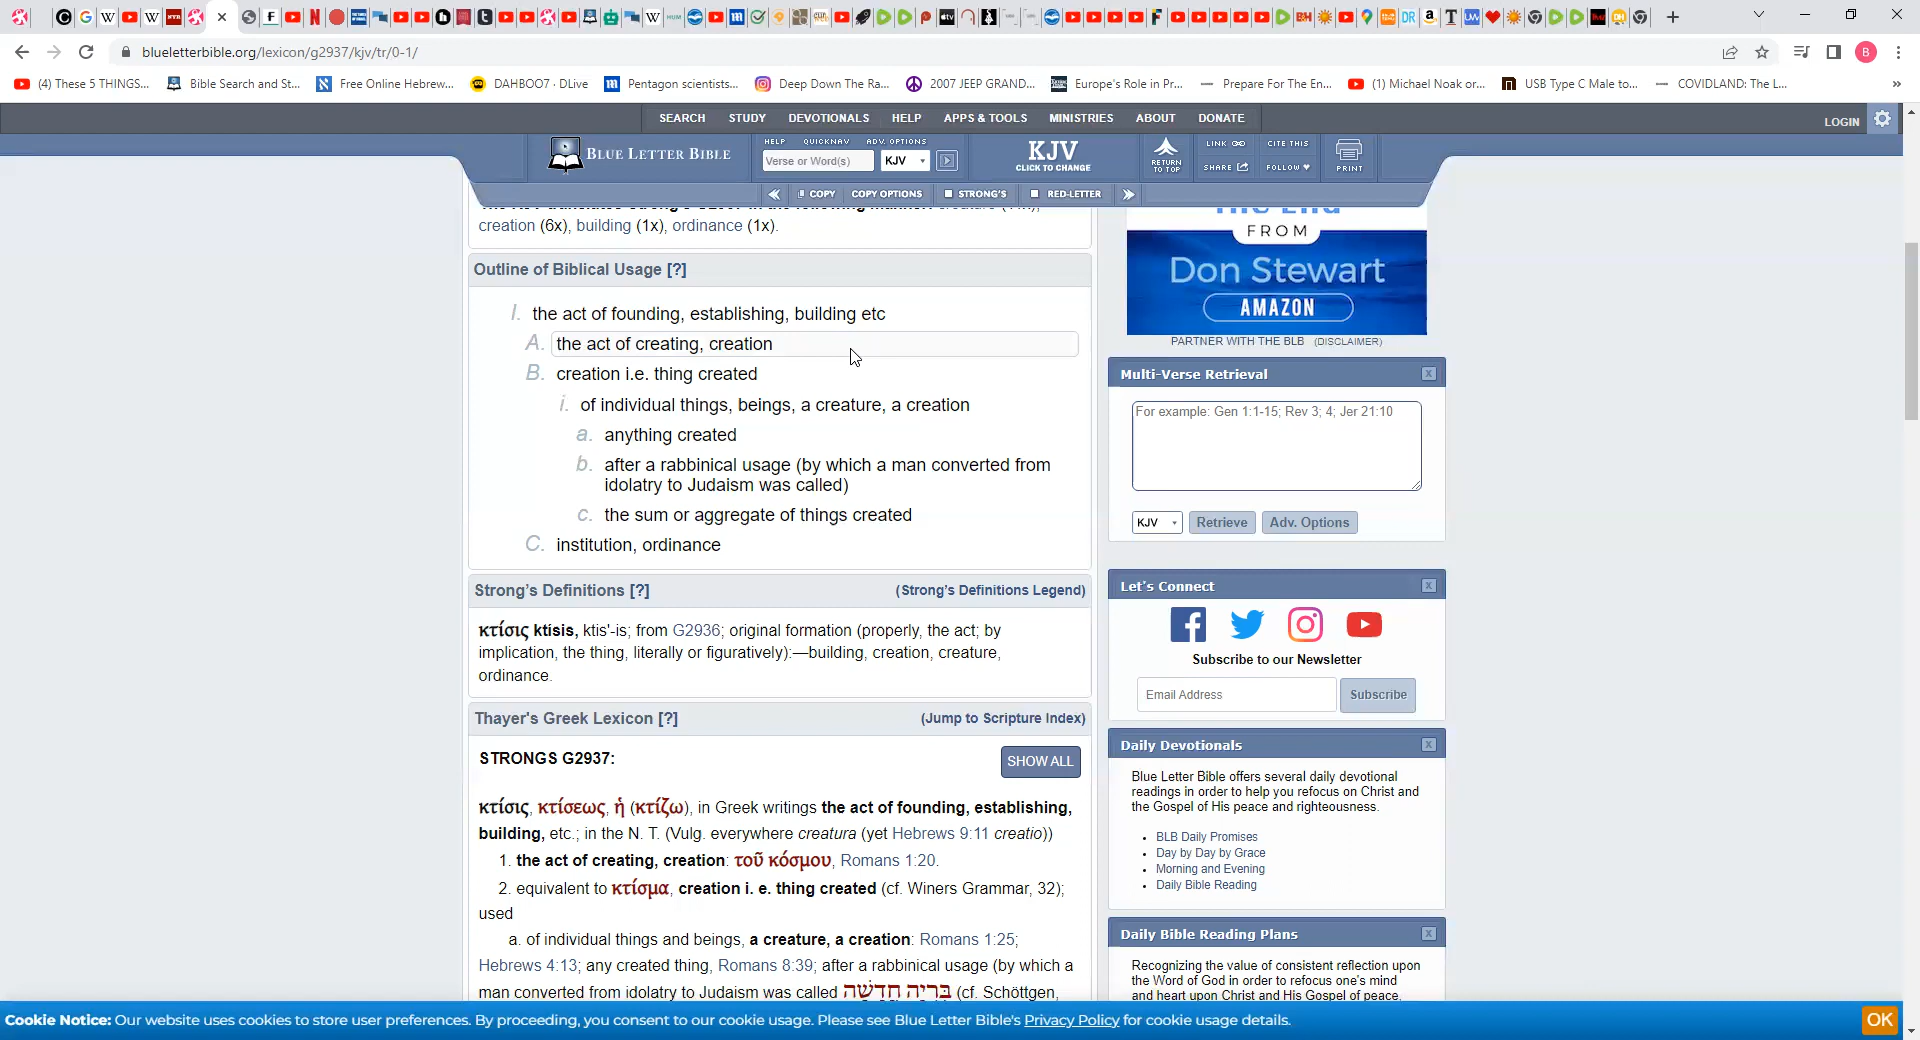 blueletterbible.org/lexicon/g2937/kjv/tr/0-1/
B
(4) These 5 THINGS...
Bible Search and St...
Free Online Hebrew...
DAHBOO7 · DLive
Pentagon scientists...
Deep Down The Ra...
2007 JEEP GRAND...
Europe's Role in Pr...
Prepare For The En...
(1) Michael Noak or...
USB Type C Male to...
COVIDLAND: The L...
»
SEARCH STUDY DEVOTIONALS HELP APPS & TOOLS MINISTRIES ABOUT DONATE
LOGIN
BLUE LETTER BIBLE
HELP QUICKNAV ADV. OPTIONS
Verse or Word(s)
KJV
KJV
CLICK TO CHANGE
RETURN
TO TOP
LINK
CITE THIS
SHARE
FOLLOW
PRINT
COPY COPY OPTIONS STRONG'S RED-LETTER
creation (6x), building (1x), ordinance (1x).
Outline of Biblical Usage [?]
I. the act of founding, establishing, building etc
A. the act of creating, creation
B. creation i.e. thing created
i. of individual things, beings, a creature, a creation
a. anything created
b. after a rabbinical usage (by which a man converted from
idolatry to Judaism was called)
c. the sum or aggregate of things created
C. institution, ordinance
Strong's Definitions [?]
(Strong's Definitions Legend)
κτίσις ktísis, ktis'-is; from G2936; original formation (properly, the act; by
implication, the thing, literally or figuratively):—building, creation, creature,
ordinance.
Thayer's Greek Lexicon [?]
(Jump to Scripture Index)
STRONGS G2937:
SHOW ALL
κτίσις, κτίσεως, ἡ (κτίζω), in Greek writings the act of founding, establishing,
building, etc.; in the N. T. (Vulg. everywhere creatura (yet Hebrews 9:11 creatio))
1. the act of creating, creation: τοῦ κόσμου, Romans 1:20.
2. equivalent to κτίσμα, creation i. e. thing created (cf. Winers Grammar, 32);
used
a. of individual things and beings, a creature, a creation: Romans 1:25;
Hebrews 4:13; any created thing, Romans 8:39; after a rabbinical usage (by which a
man converted from idolatry to Judaism was called בריה חדשה (cf. Schöttgen,
The End
FROM
Don Stewart
AMAZON
PARTNER WITH THE BLB (DISCLAIMER)
Multi-Verse Retrieval
For example: Gen 1:1-15; Rev 3; 4; Jer 21:10
KJV
Retrieve
Adv. Options
Let's Connect
Subscribe to our Newsletter
Email Address
Subscribe
Daily Devotionals
Blue Letter Bible offers several daily devotional
readings in order to help you refocus on Christ and
the Gospel of His peace and righteousness.
BLB Daily Promises
Day by Day by Grace
Morning and Evening
Daily Bible Reading
Daily Bible Reading Plans
Recognizing the value of consistent reflection upon
the Word of God in order to refocus one's mind
and heart upon Christ and His Gospel of peace,
Cookie Notice: Our website uses cookies to store user preferences. By proceeding, you consent to our cookie usage. Please see Blue Letter Bible's Privacy Policy for cookie usage details.
OK